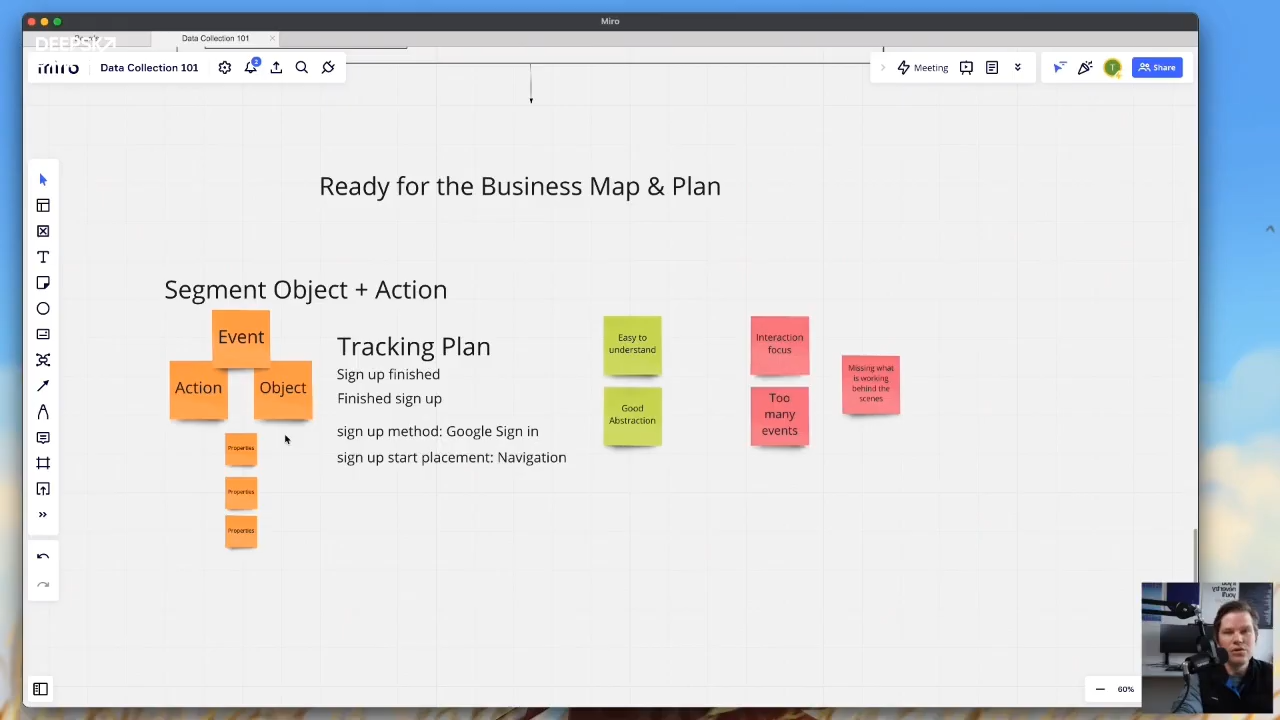 Miro
Data Collection 101
DEEPSKY
miro
Data Collection 101
2
Meeting
T
Share
Ready for the Business Map & Plan
Segment Object + Action
Event
Action
Object
Properties
Properties
Properties
Tracking Plan
Sign up finished
Finished sign up
sign up method: Google Sign in
sign up start placement: Navigation
Easy to
understand
Good
Abstraction
Interaction
focus
Too
many
events
Missing what
is working
behind the
scenes
60%